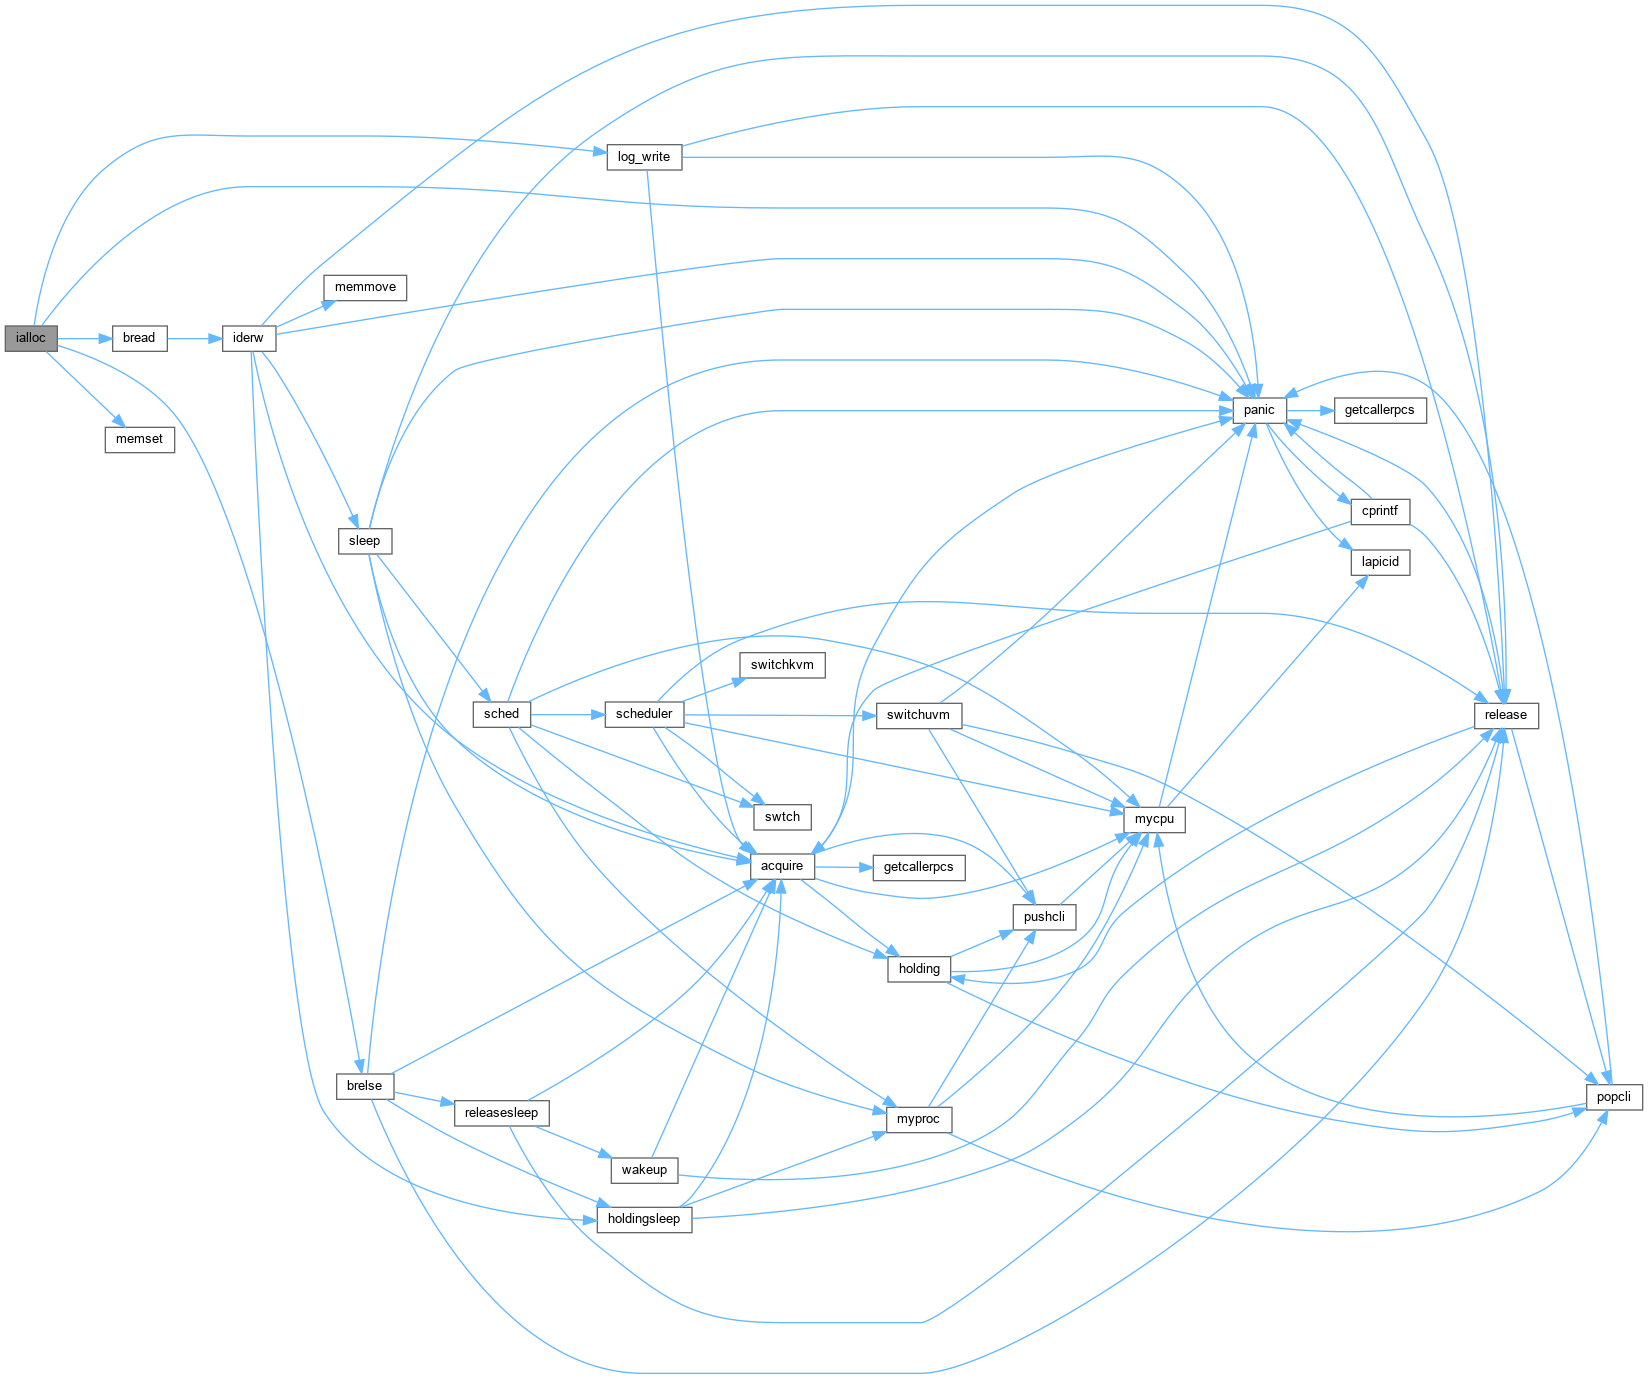 log_write
memmove
ialloc
bread
iderw
memset
panic
getcallerpcs
cprintf
sleep
lapicid
switchkvm
sched
scheduler
switchuvm
release
swtch
mycpu
acquire
getcallerpcs
pushcli
holding
brelse
releasesleep
myproc
popcli
wakeup
holdingsleep